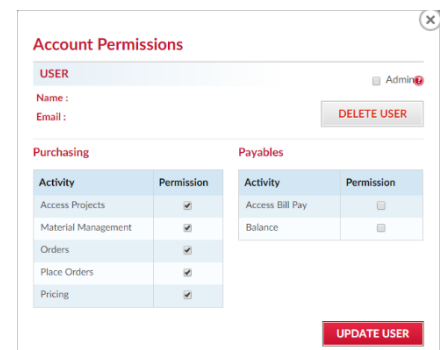 Account Permissions
USER
Admin
Name :
Email :
DELETE USER
Purchasing
Activity Permission
Access Projects
Material Management
Orders
Place Orders
Pricing
Payables
Activity Permission
Access Bill Pay
Balance
UPDATE USER